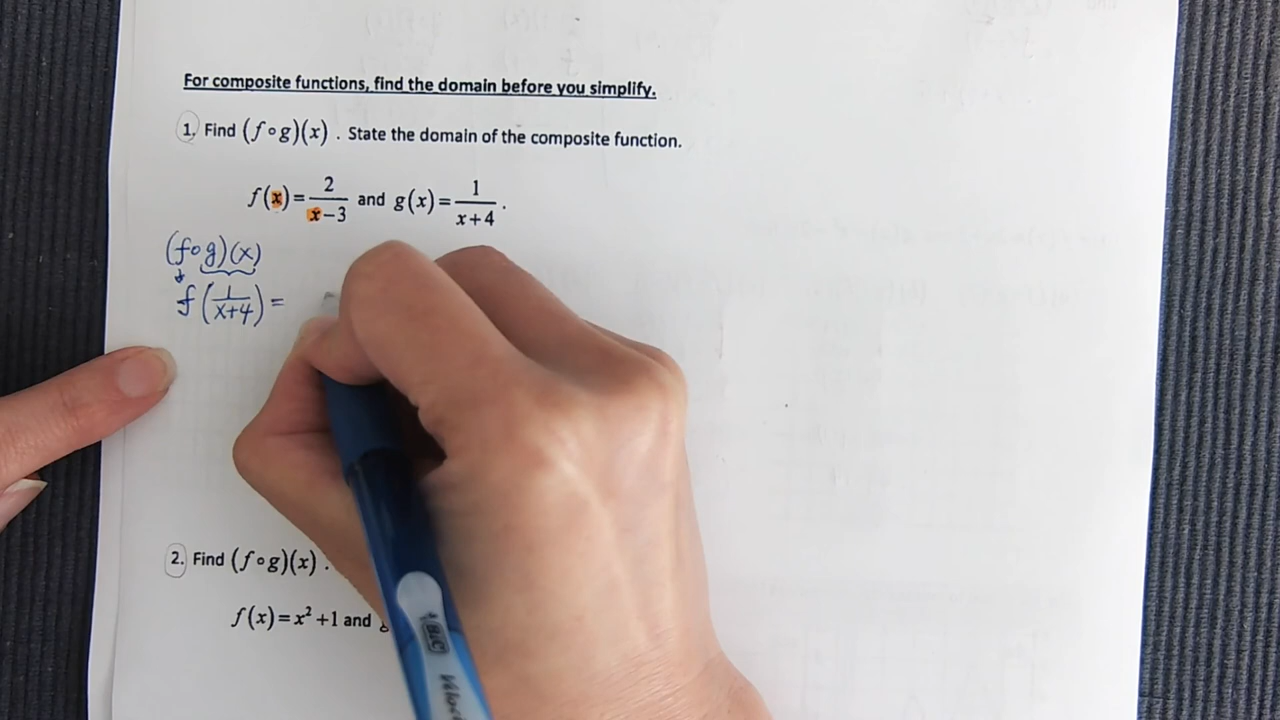 For composite functions, find the domain before you simplify.
1. Find (f∘g)(x). State the domain of the composite function.
f(x)=2/(x−3) and g(x)=1/(x+4).
(f∘g)(x)
f(1/(x+4)) =
2. Find (f∘g)(x).
f(x)=x²+1 and
BIC